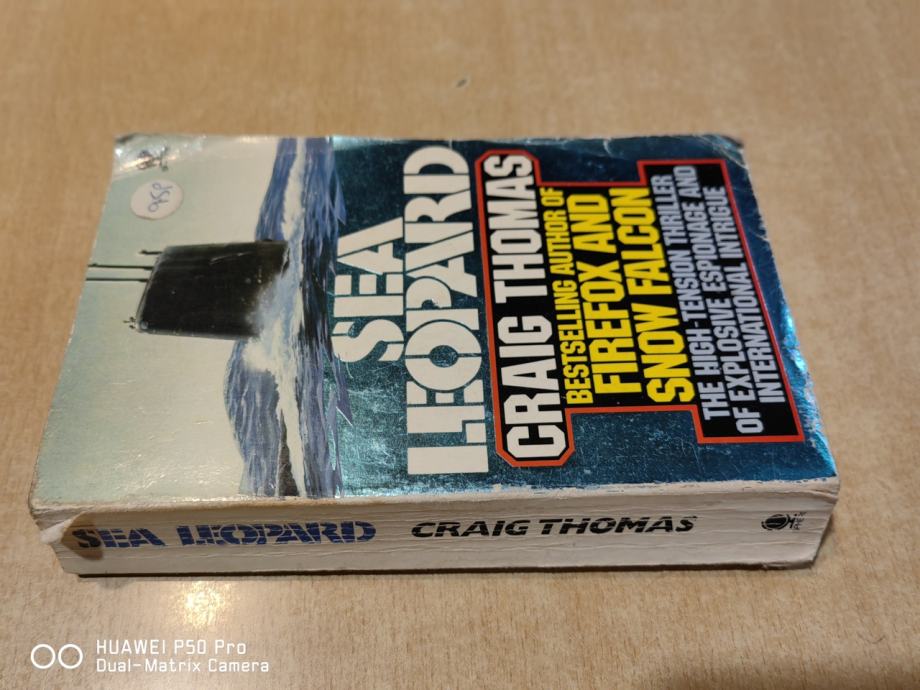 SEA
LEOPARD
CRAIG THOMAS
BESTSELLING AUTHOR OF
FIREFOX AND
SNOW FALCON
THE HIGH-TENSION THRILLER
OF EXPLOSIVE ESPIONAGE AND
INTERNATIONAL INTRIGUE
95P
SEA LEOPARD CRAIG THOMAS
HUAWEI P50 Pro
Dual-Matrix Camera